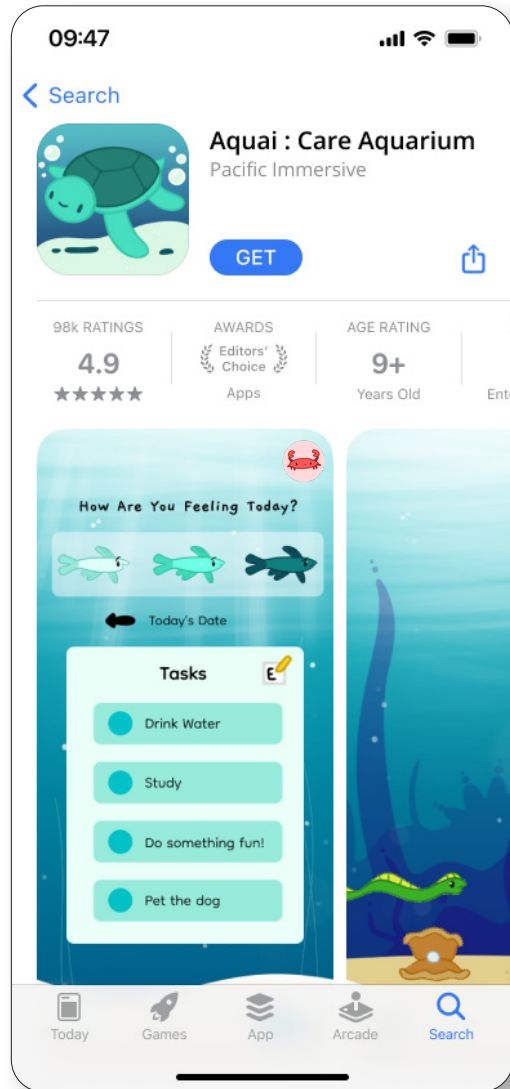 09:47
Search
Aquai : Care Aquarium
Pacific Immersive
GET
98k RATINGS
4.9
★★★★★
AWARDS
Editors'
Choice
Apps
AGE RATING
9+
Years Old
Ent
How Are You Feeling Today?
Today's Date
Tasks
E
Drink Water
Study
Do something fun!
Pet the dog
Today
Games
App
Arcade
Search